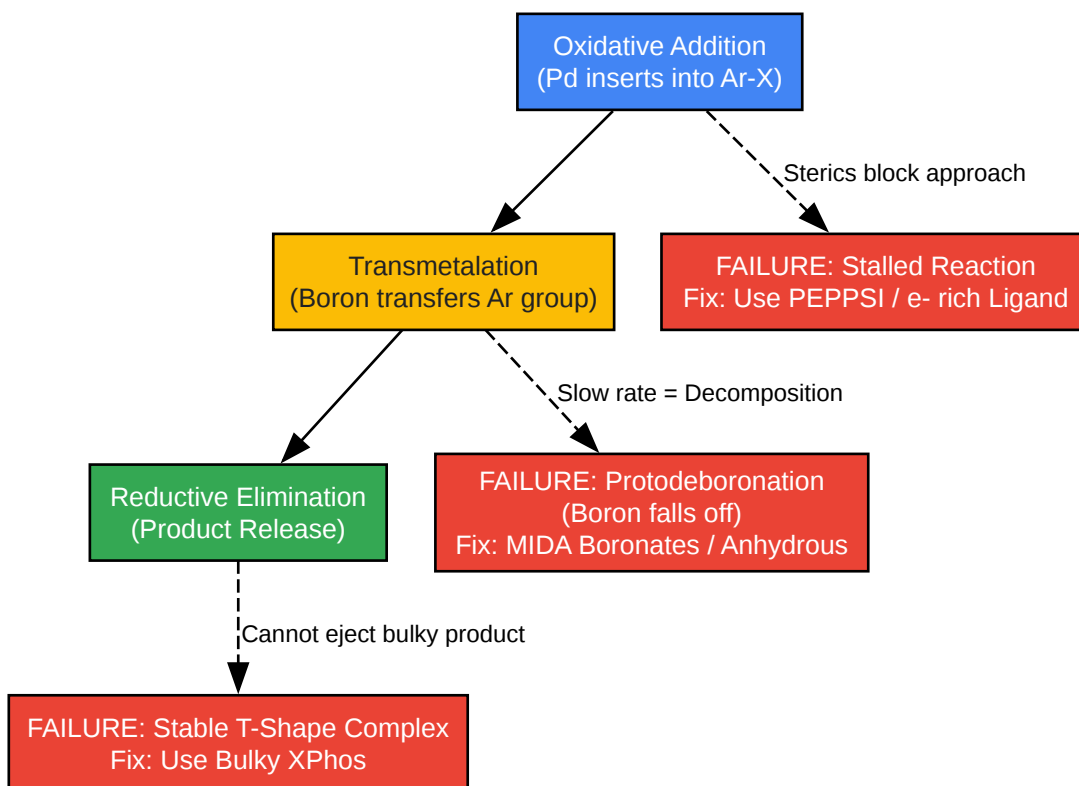 Oxidative Addition
(Pd inserts into Ar-X)
Sterics block approach
Transmetalation
(Boron transfers Ar group)
FAILURE: Stalled Reaction
Fix: Use PEPPSI / e- rich Ligand
Slow rate = Decomposition
Reductive Elimination
(Product Release)
FAILURE: Protodeboronation
(Boron falls off)
Fix: MIDA Boronates / Anhydrous
Cannot eject bulky product
FAILURE: Stable T-Shape Complex
Fix: Use Bulky XPhos